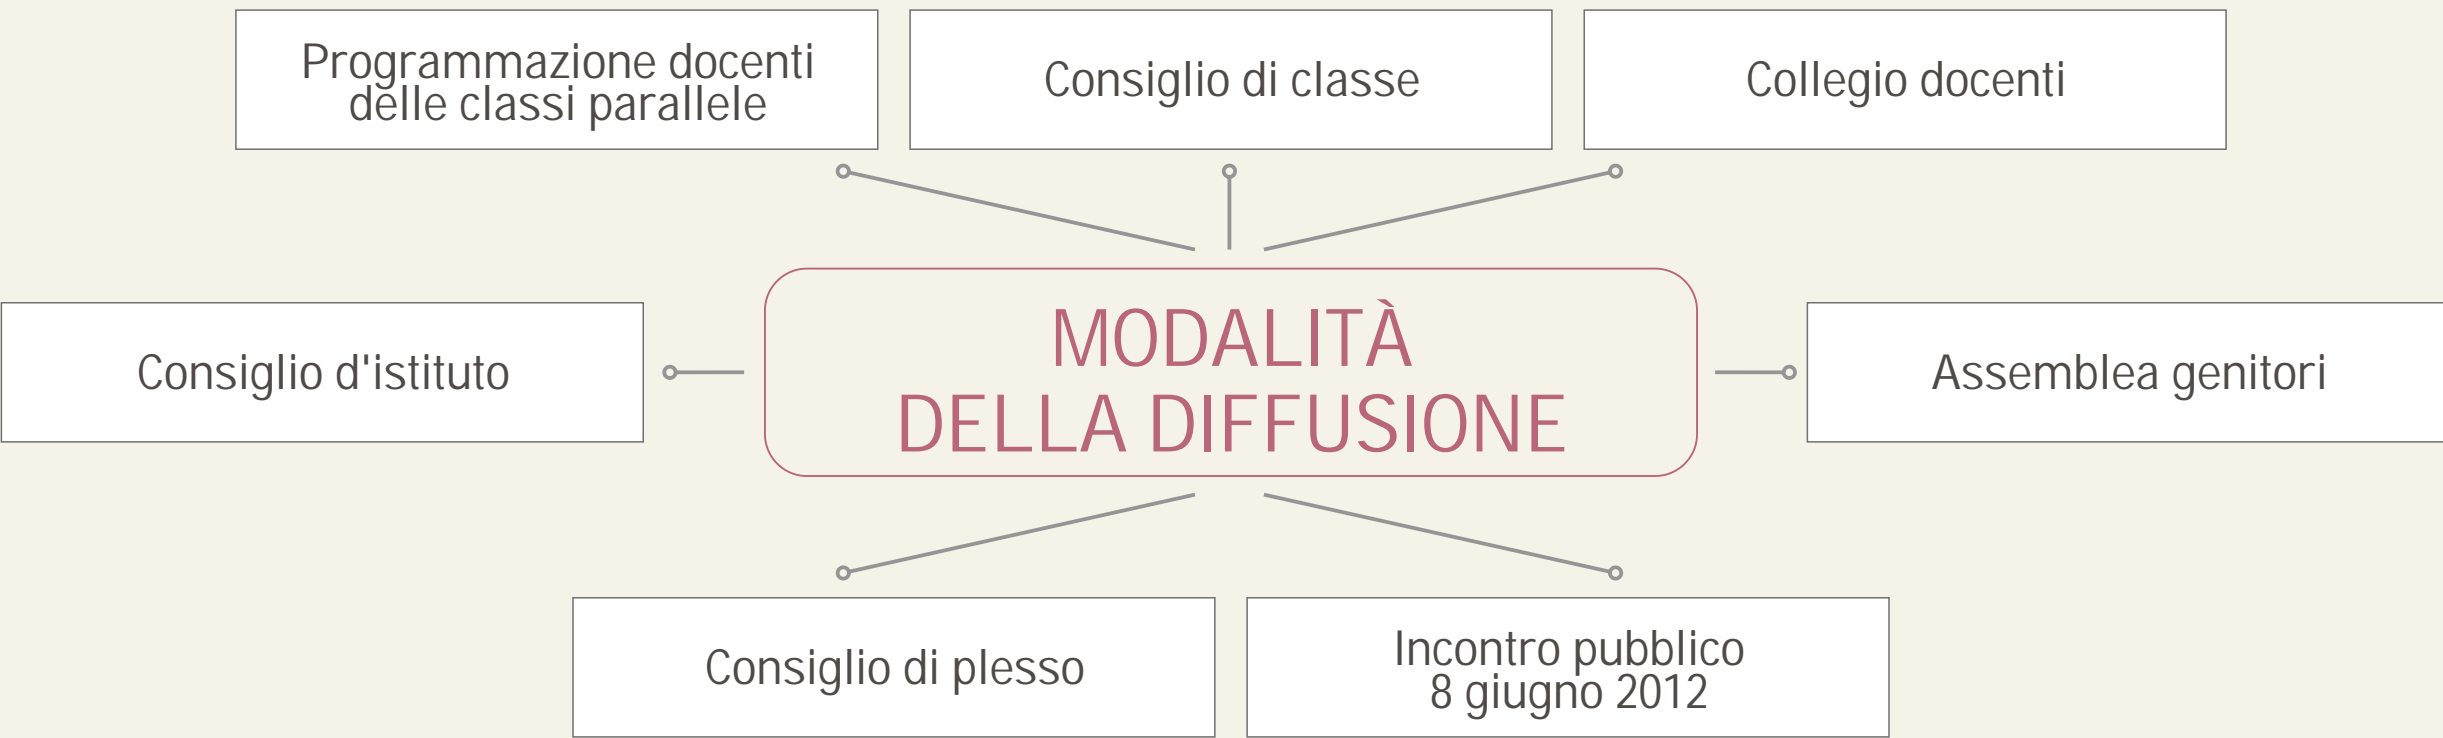 Programmazione docenti
delle classi parallele
Consiglio di classe
Collegio docenti
Consiglio d'istituto
MODALITÀ
DELLA DIFFUSIONE
Assemblea genitori
Consiglio di plesso
Incontro pubblico
8 giugno 2012